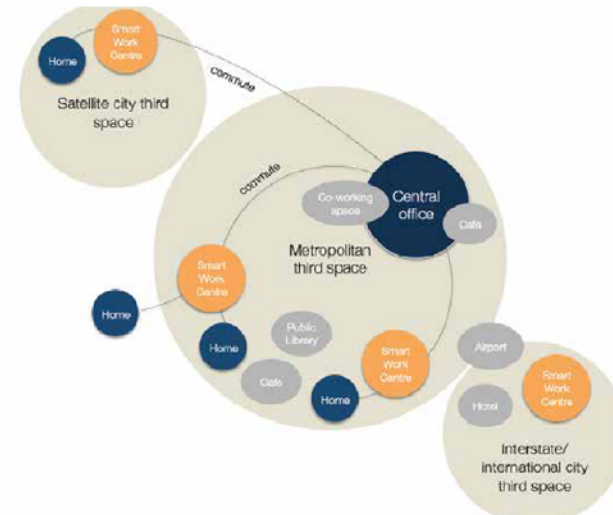 Smart
Work
Centre
Home
Satellite city third
space
commute
commute
Co-working
space
Central
office
Cafe
Metropolitan
third space
Smart
Work
Centre
Home
Home
Public
Library
Cafe
Smart
Work
Centre
Home
Airport
Smart
Work
Centre
Hotel
Interstate/
international city
third space